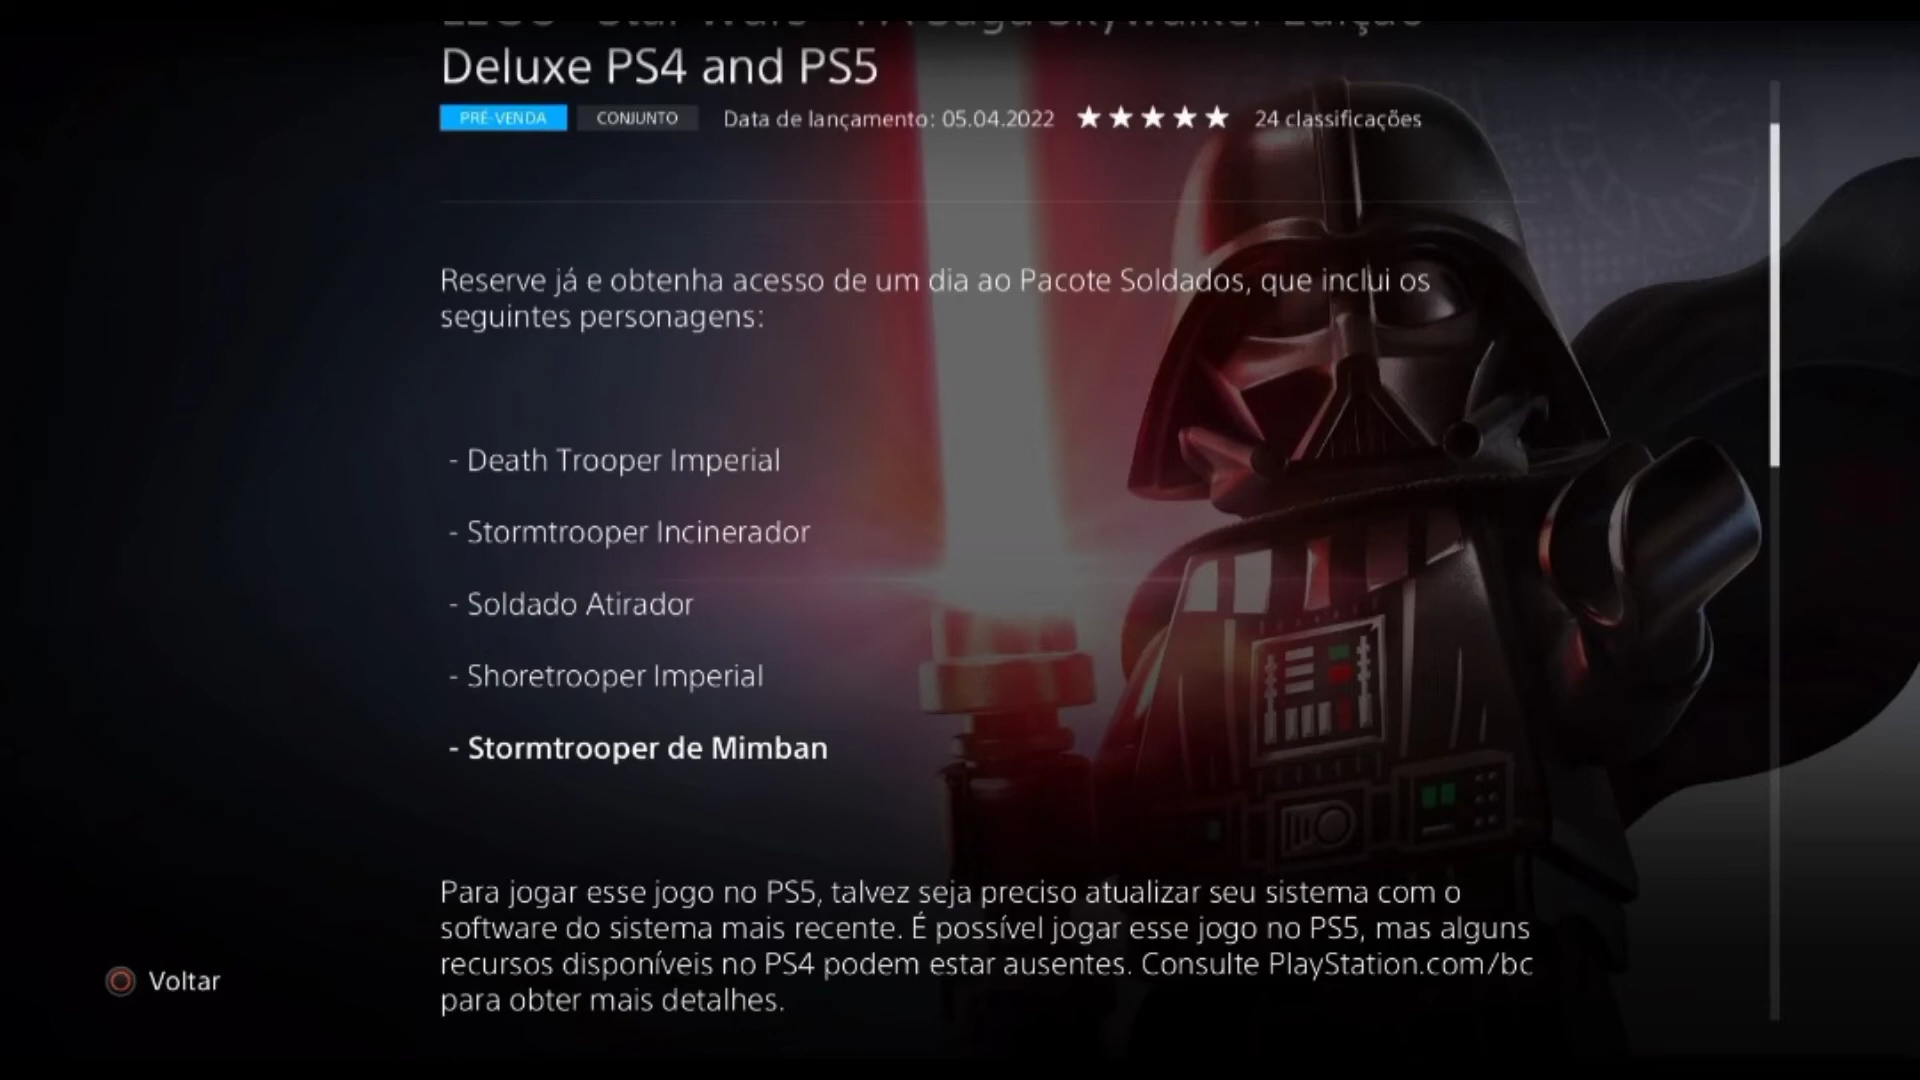 Saga Skywalker Edição
Deluxe PS4 and PS5
PRÉ-VENDA CONJUNTO Data de lançamento: 05.04.2022 ★★★★★ 24 classificações
Reserve já e obtenha acesso de um dia ao Pacote Soldados, que inclui os
seguintes personagens:
- Death Trooper Imperial
- Stormtrooper Incinerador
- Soldado Atirador
- Shoretrooper Imperial
- Stormtrooper de Mimban
Para jogar esse jogo no PS5, talvez seja preciso atualizar seu sistema com o
software do sistema mais recente. É possível jogar esse jogo no PS5, mas alguns
recursos disponíveis no PS4 podem estar ausentes. Consulte PlayStation.com/bc
para obter mais detalhes.
Voltar